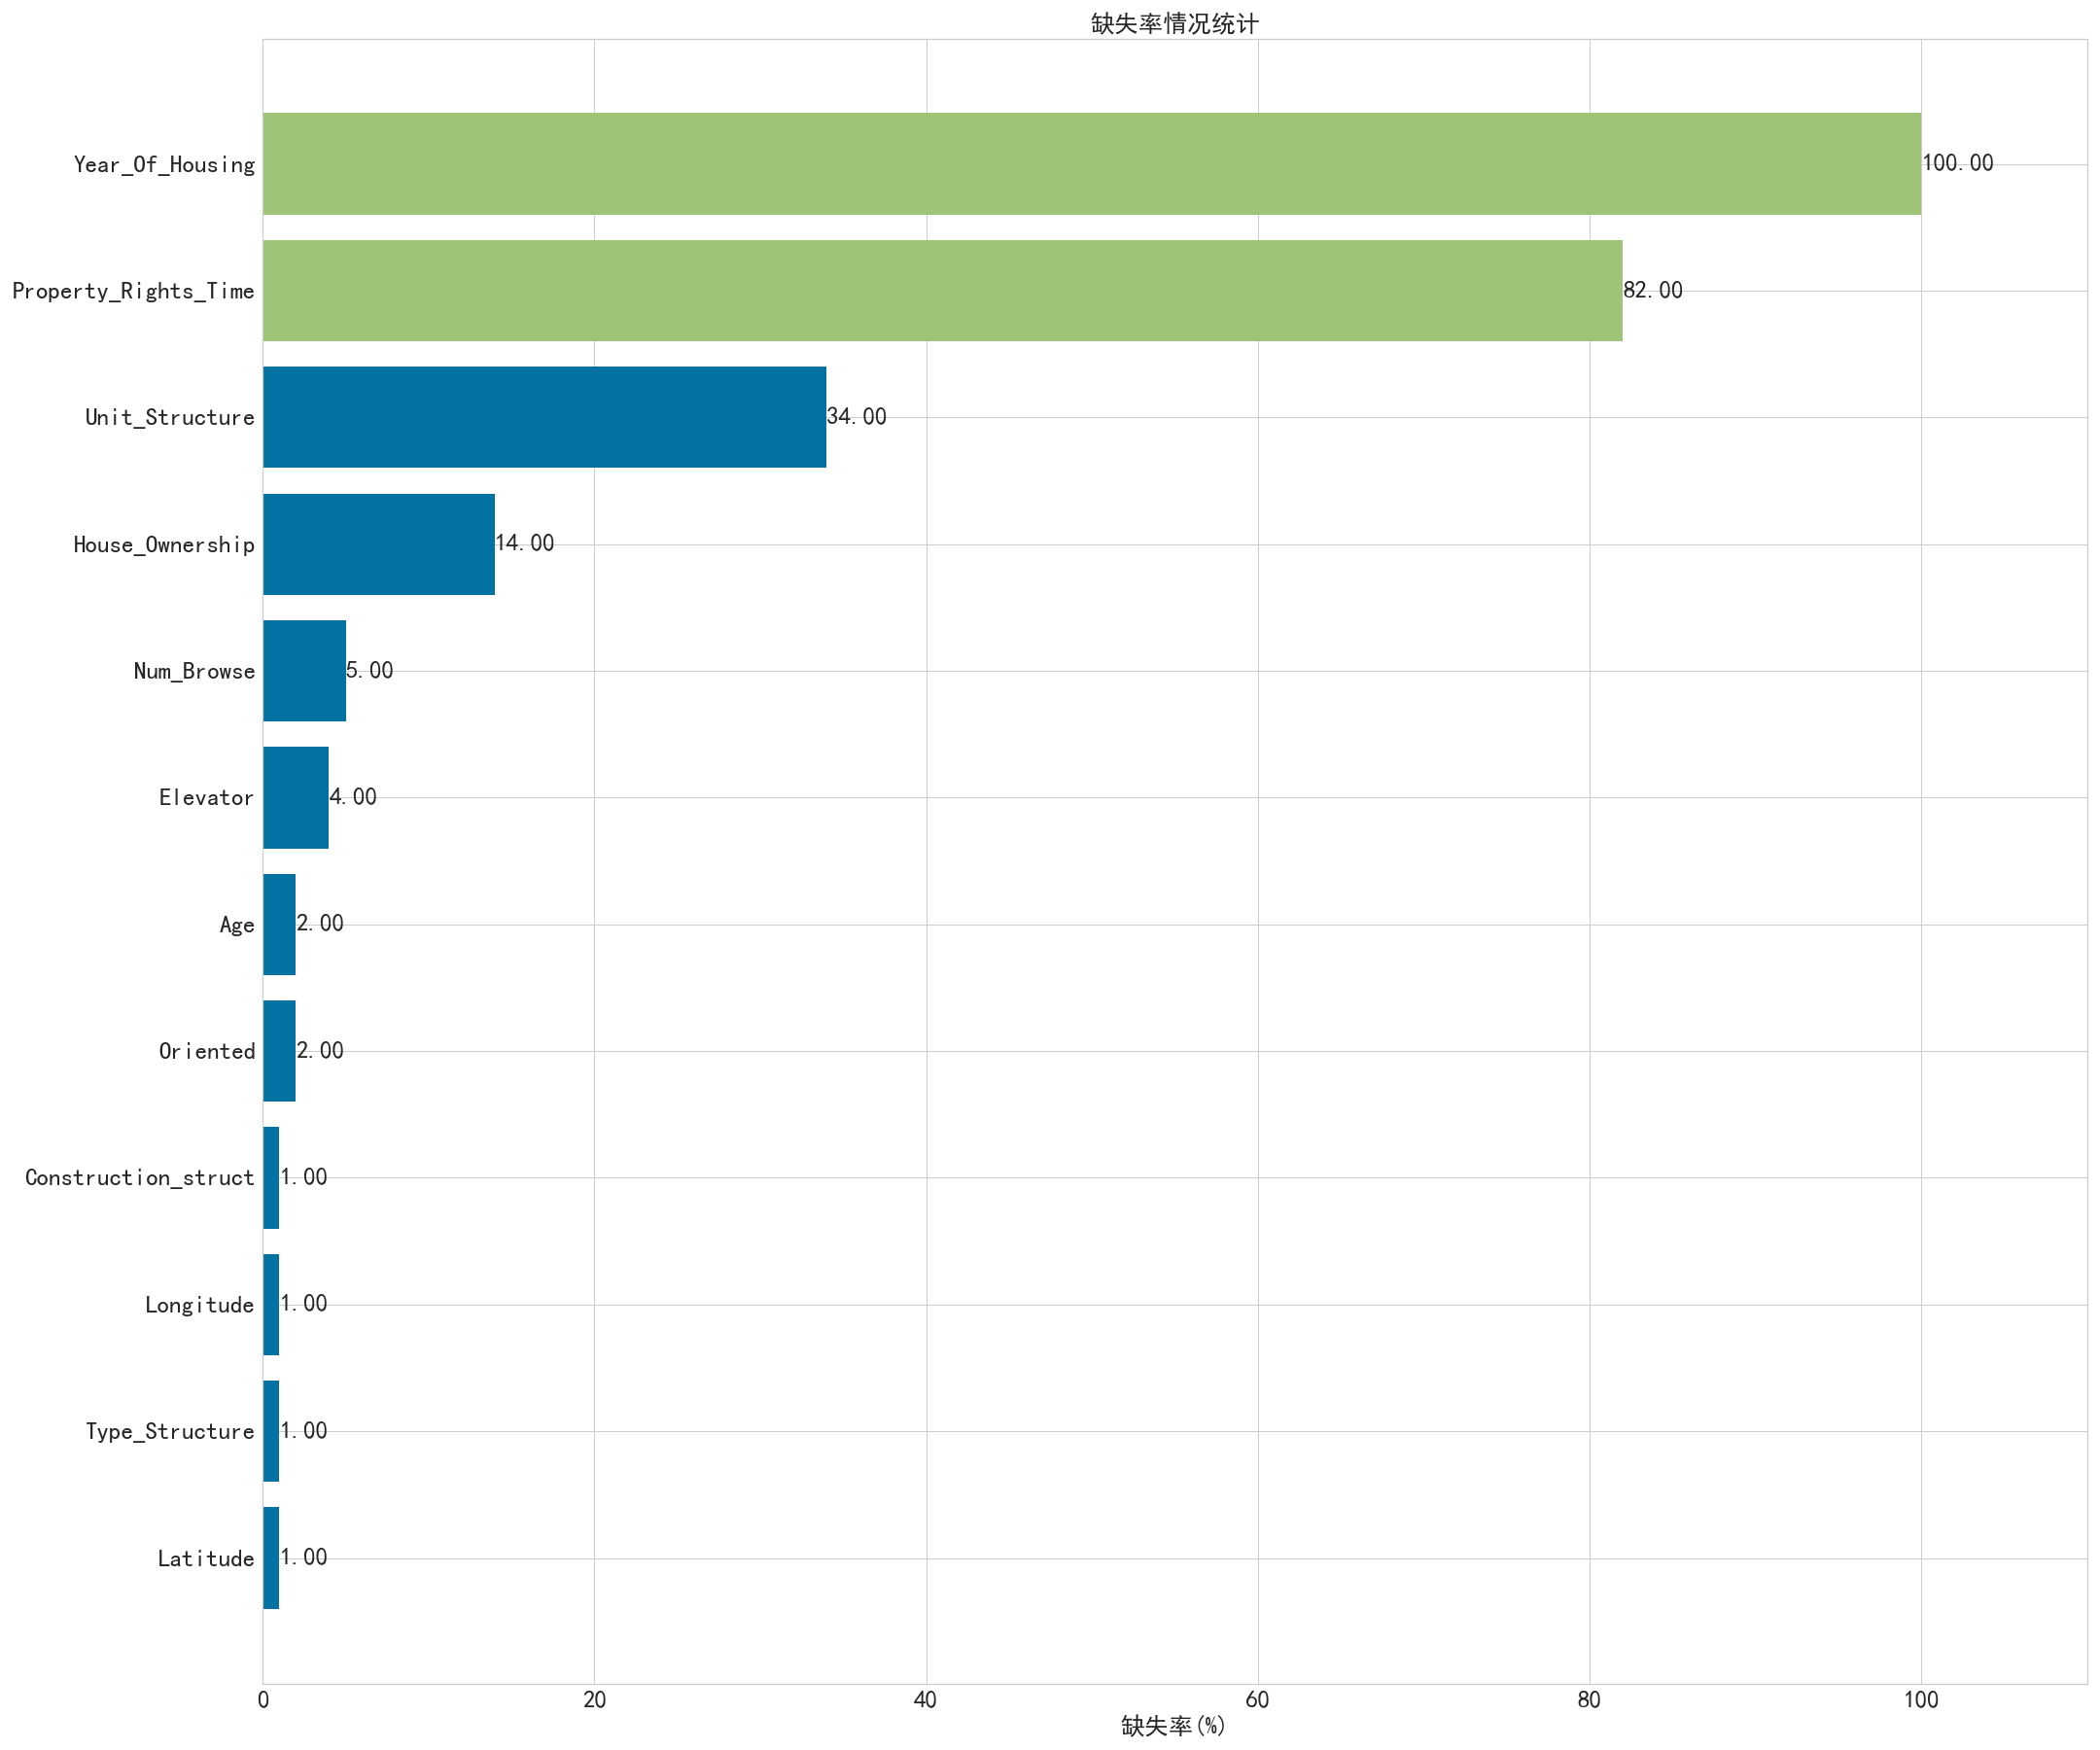 缺失率情况统计
Year_Of_Housing 100.00
Property_Rights_Time 82.00
Unit_Structure 34.00
House_Ownership 14.00
Num_Browse 5.00
Elevator 4.00
Age 2.00
Oriented 2.00
Construction_struct 1.00
Longitude 1.00
Type_Structure 1.00
Latitude 1.00
0 20 40 60 80 100
缺失率(%)